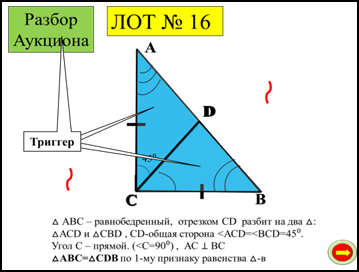 Разбор
Аукциона
ЛОТ № 16
A
D
Триггер
45⁰
C
B
△ ABC – равнобедренный, отрезком CD разбит на два △:
△ACD и △CBD , CD-общая сторона <ACD=<BCD=45⁰.
Угол С – прямой. (<C=90⁰) , AC ⊥ BC
△ABC=△CDB по 1-му признаку равенства △-в